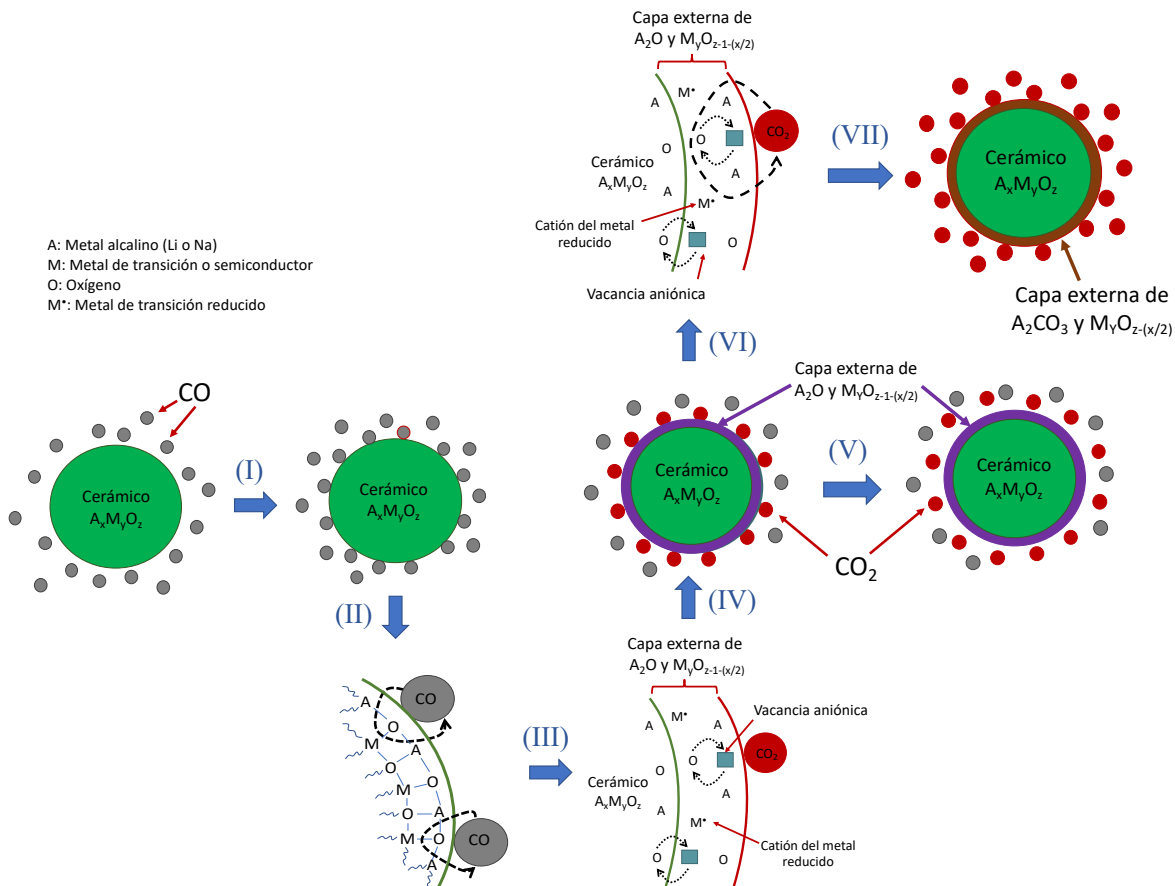 Capa externa de
A₂O y MyOz-1-(x/2)
A
M•
A
O
O
CO₂
Cerámico
AxMyOz
A
A
M•
Catión del metal
reducido
O
O
Vacancia aniónica
(VII)
Cerámico
AxMyOz
Capa externa de
A₂CO₃ y MYOz-(x/2)
A: Metal alcalino (Li o Na)
M: Metal de transición o semiconductor
O: Oxígeno
M•: Metal de transición reducido
(VI)
CO
Cerámico
AxMyOz
(I)
Cerámico
AxMyOz
Capa externa de
A₂O y MyOz-1-(x/2)
Cerámico
AxMyOz
(V)
Cerámico
AxMyOz
CO₂
(II)
(IV)
A
O
CO
M
A
O
O
M
O
A
M
O
A
CO
(III)
Capa externa de
A₂O y MyOz-1-(x/2)
A
M•
A
Vacancia aniónica
O
O
CO₂
Cerámico
AxMyOz
A
A
M•
Catión del metal
reducido
O
O